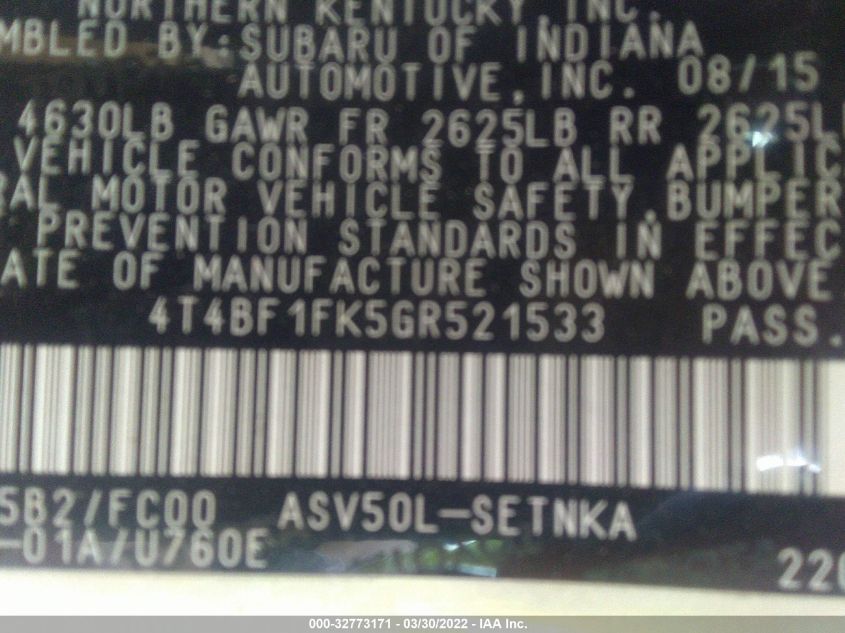 NORTHERN KENTUCKY, INC.
MBLED BY: SUBARU OF INDIANA
AUTOMOTIVE, INC. 08/15
4630LB GAWR FR 2625LB RR 2625L
VEHICLE CONFORMS TO ALL APPLIC
RAL MOTOR VEHICLE SAFETY, BUMPER
PREVENTION STANDARDS IN EFFEC
ATE OF MANUFACTURE SHOWN ABOVE
4T4BF1FK5GR521533 PASS.
5B2/FC00 ASV50L-SETNKA
-01A/U760E
220
000-32773171 - 03/30/2022 - IAA Inc.